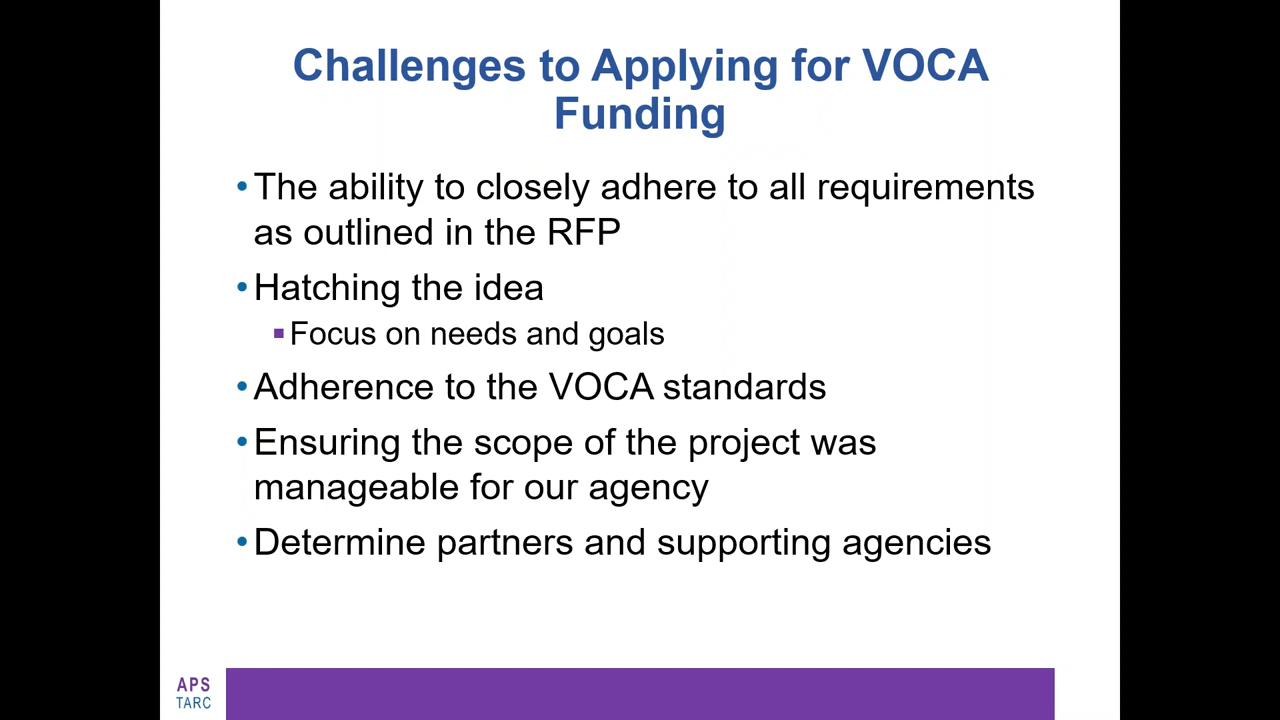 Challenges to Applying for VOCA
Funding
• The ability to closely adhere to all requirements
as outlined in the RFP
• Hatching the idea
▪ Focus on needs and goals
• Adherence to the VOCA standards
• Ensuring the scope of the project was
manageable for our agency
• Determine partners and supporting agencies
APS
TARC